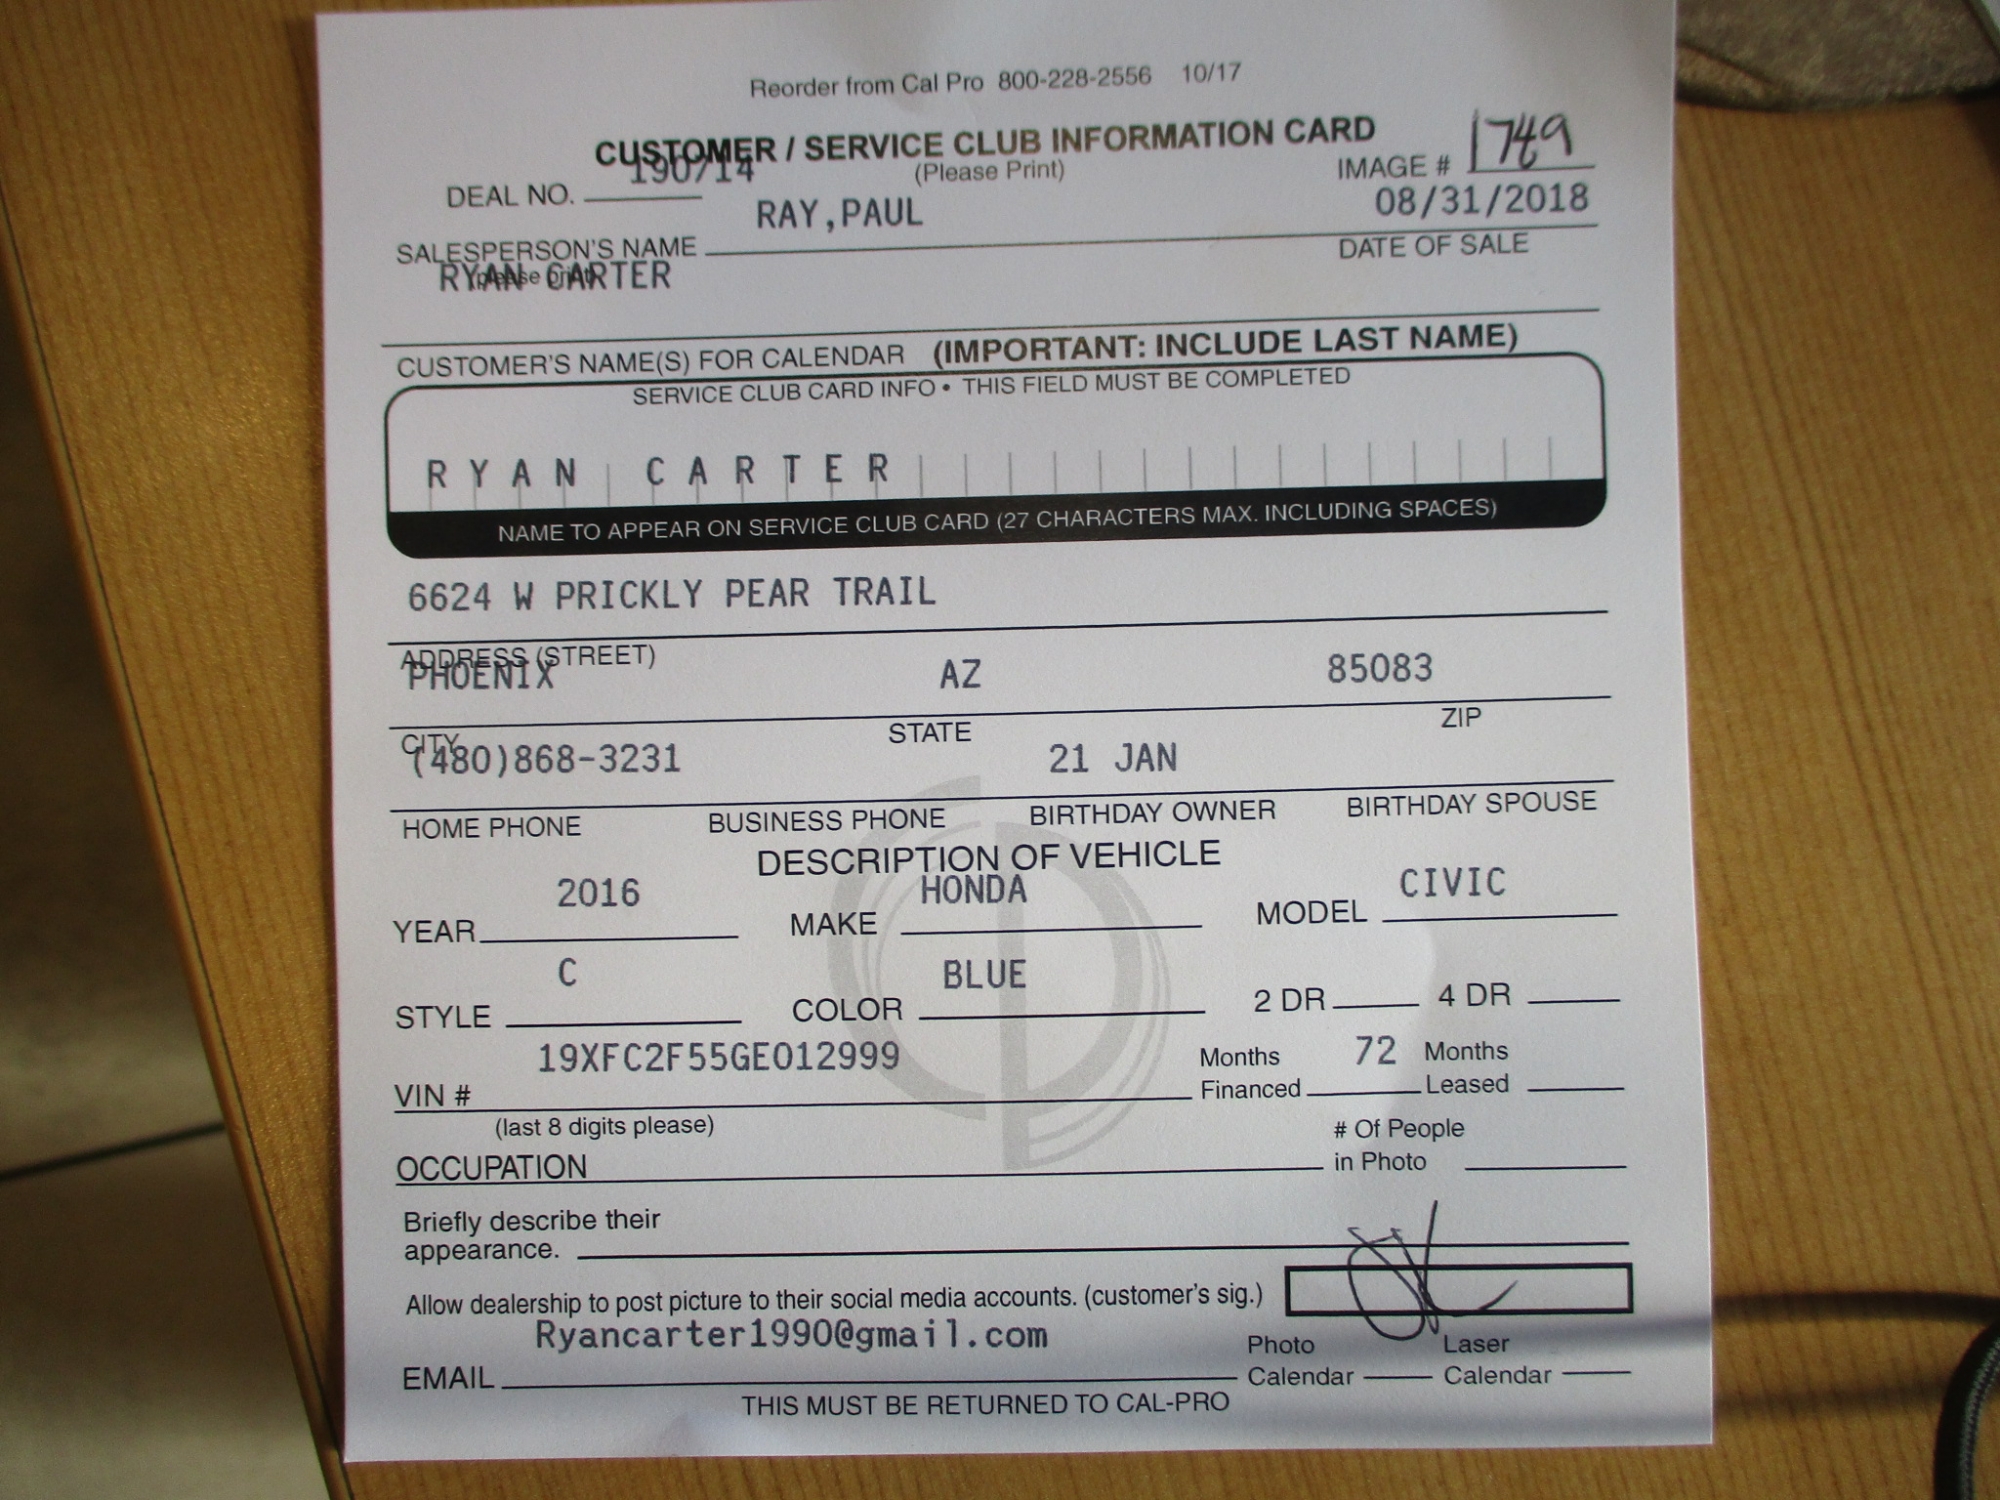 Reorder from Cal Pro 800-228-2556 10/17
CUSTOMER / SERVICE CLUB INFORMATION CARD
(Please Print)
IMAGE # 1749
DEAL NO. 190714
RAY,PAUL 08/31/2018
SALESPERSON'S NAME DATE OF SALE
(please print)
RYAN CARTER
CUSTOMER'S NAME(S) FOR CALENDAR (IMPORTANT: INCLUDE LAST NAME)
SERVICE CLUB CARD INFO • THIS FIELD MUST BE COMPLETED
RYAN CARTER
NAME TO APPEAR ON SERVICE CLUB CARD (27 CHARACTERS MAX. INCLUDING SPACES)
6624 W PRICKLY PEAR TRAIL
ADDRESS (STREET)
PHOENIX AZ 85083
CITY STATE ZIP
(480)868-3231 21 JAN
HOME PHONE BUSINESS PHONE BIRTHDAY OWNER BIRTHDAY SPOUSE
DESCRIPTION OF VEHICLE
YEAR 2016 MAKE HONDA MODEL CIVIC
STYLE C COLOR BLUE 2 DR 4 DR
VIN # 19XFC2F55GE012999 Months Financed 72 Months Leased
(last 8 digits please)
OCCUPATION # Of People in Photo
Briefly describe their
appearance.
Allow dealership to post picture to their social media accounts. (customer's sig.)
EMAIL Ryancarter1990@gmail.com Photo Calendar Laser Calendar
THIS MUST BE RETURNED TO CAL-PRO